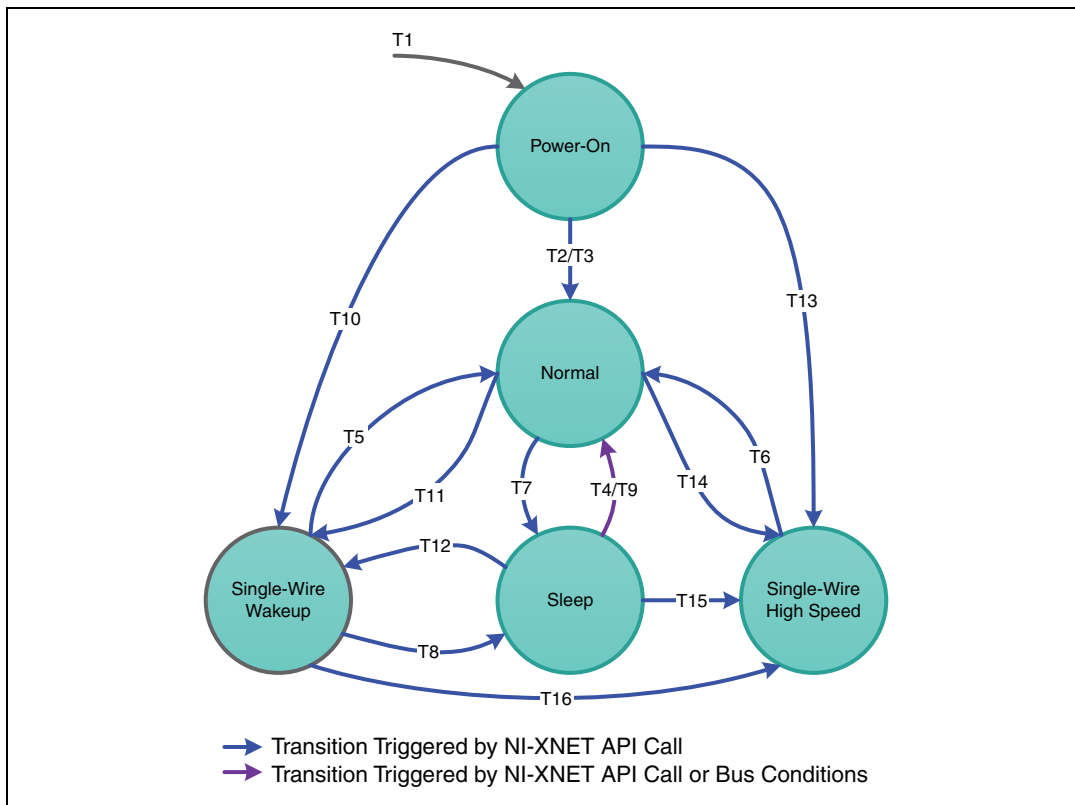 T1
Power-On
T2/T3
T10
T13
Normal
T5
T6
T7
T4/T9
T14
T11
T12
Single-Wire
Wakeup
Sleep
T15
Single-Wire
High Speed
T8
T16
Transition Triggered by NI-XNET API Call
Transition Triggered by NI-XNET API Call or Bus Conditions